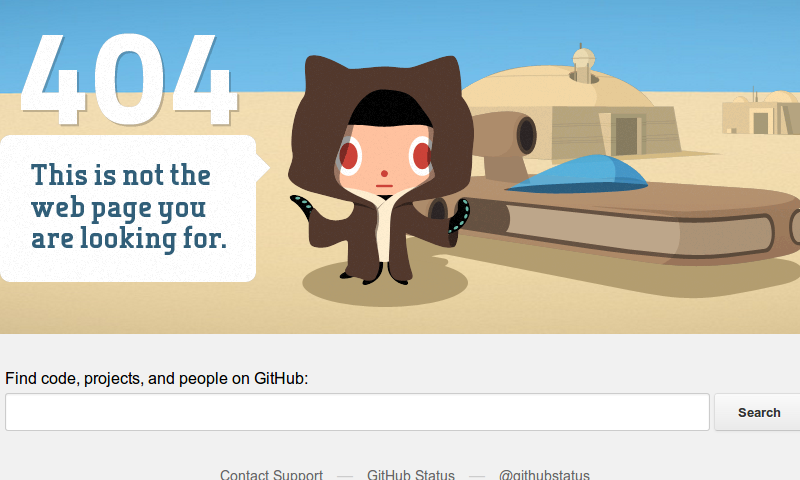 404
This is not the
web page you
are looking for.
Find code, projects, and people on GitHub:
Search
Contact Support — GitHub Status — @githubstatus